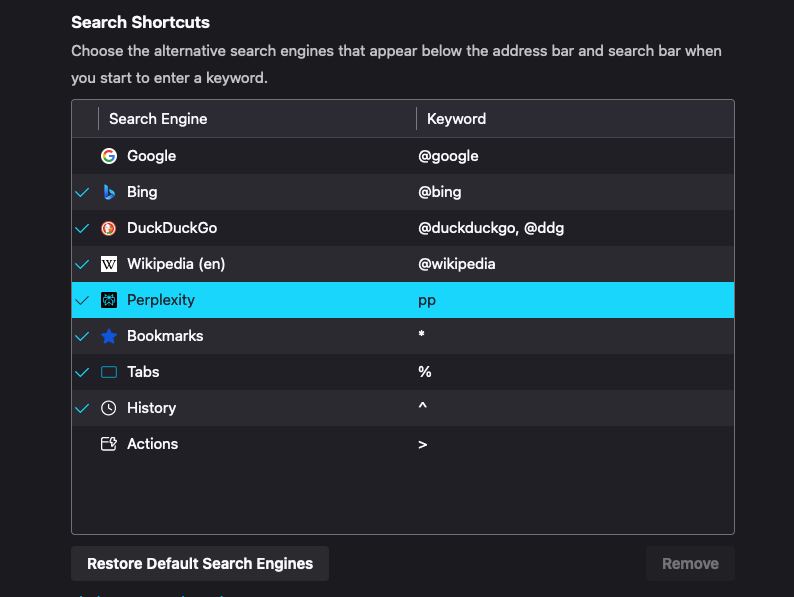 Search Shortcuts
Choose the alternative search engines that appear below the address bar and search bar when
you start to enter a keyword.
Search Engine Keyword
Google @google
Bing @bing
DuckDuckGo @duckduckgo, @ddg
W Wikipedia (en) @wikipedia
Perplexity pp
Bookmarks *
Tabs %
History ^
Actions >
Restore Default Search Engines Remove